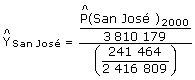 Ŷ San José = P̂(San José )2000
3 810 179
(241 464
2 416 809)